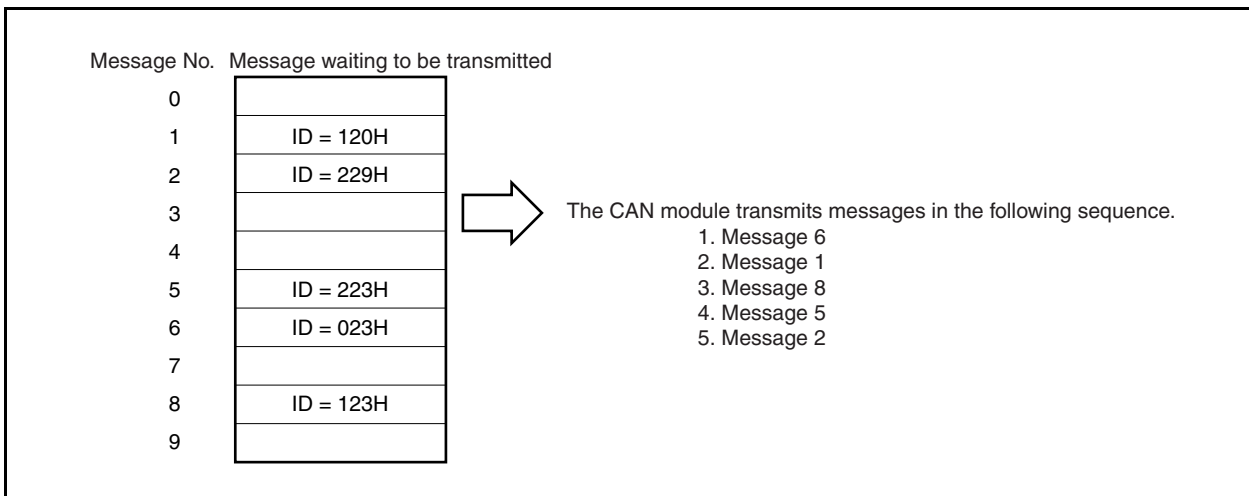 Message No. Message waiting to be transmitted
0
1 ID = 120H
2 ID = 229H
3
4
5 ID = 223H
6 ID = 023H
7
8 ID = 123H
9
The CAN module transmits messages in the following sequence.
1. Message 6
2. Message 1
3. Message 8
4. Message 5
5. Message 2